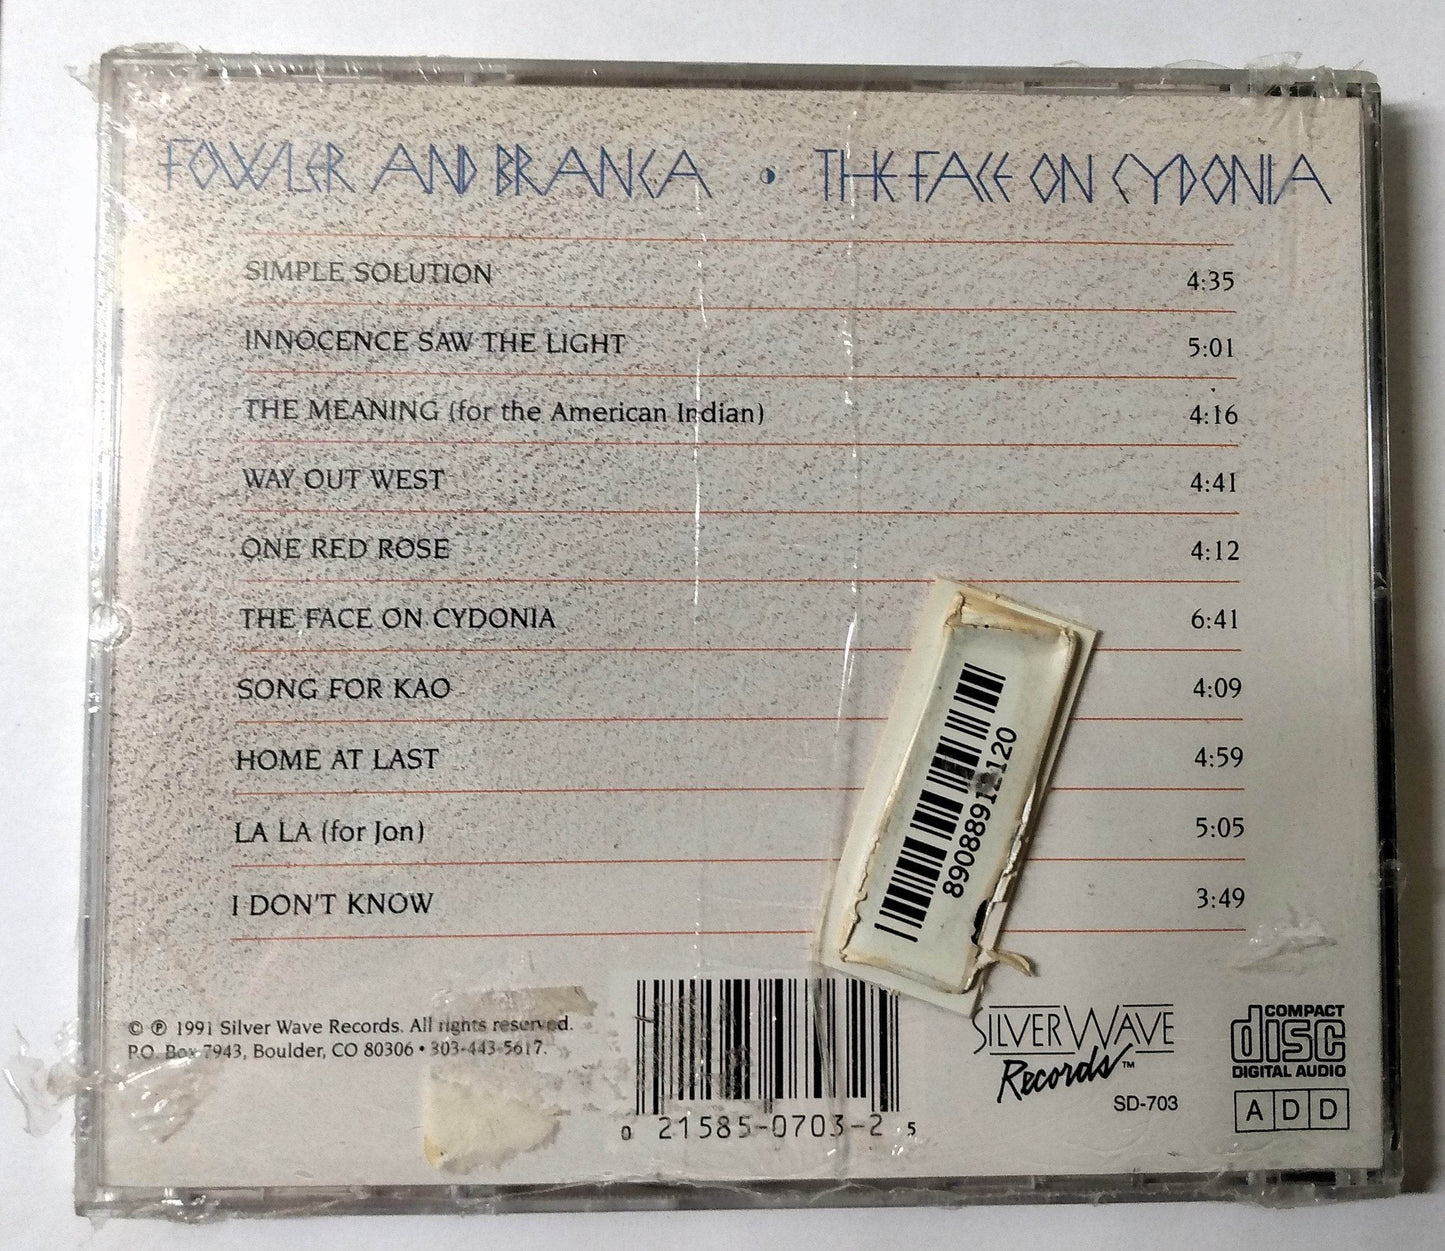 FOWLER AND BRANCA • THE FACE ON CYDONIA
SIMPLE SOLUTION 4:35
INNOCENCE SAW THE LIGHT 5:01
THE MEANING (for the American Indian) 4:16
WAY OUT WEST 4:41
ONE RED ROSE 4:12
THE FACE ON CYDONIA 6:41
SONG FOR KAO 4:09
HOME AT LAST 4:59
LA LA (for Jon) 5:05
I DON'T KNOW 3:49
© ℗ 1991 Silver Wave Records. All rights reserved.
P.O. Box 7943, Boulder, CO 80306 • 303-443-5617.
0 21585-0703-2 5
SILVER WAVE
Records™
SD-703
COMPACT
disc
DIGITAL AUDIO
A D D